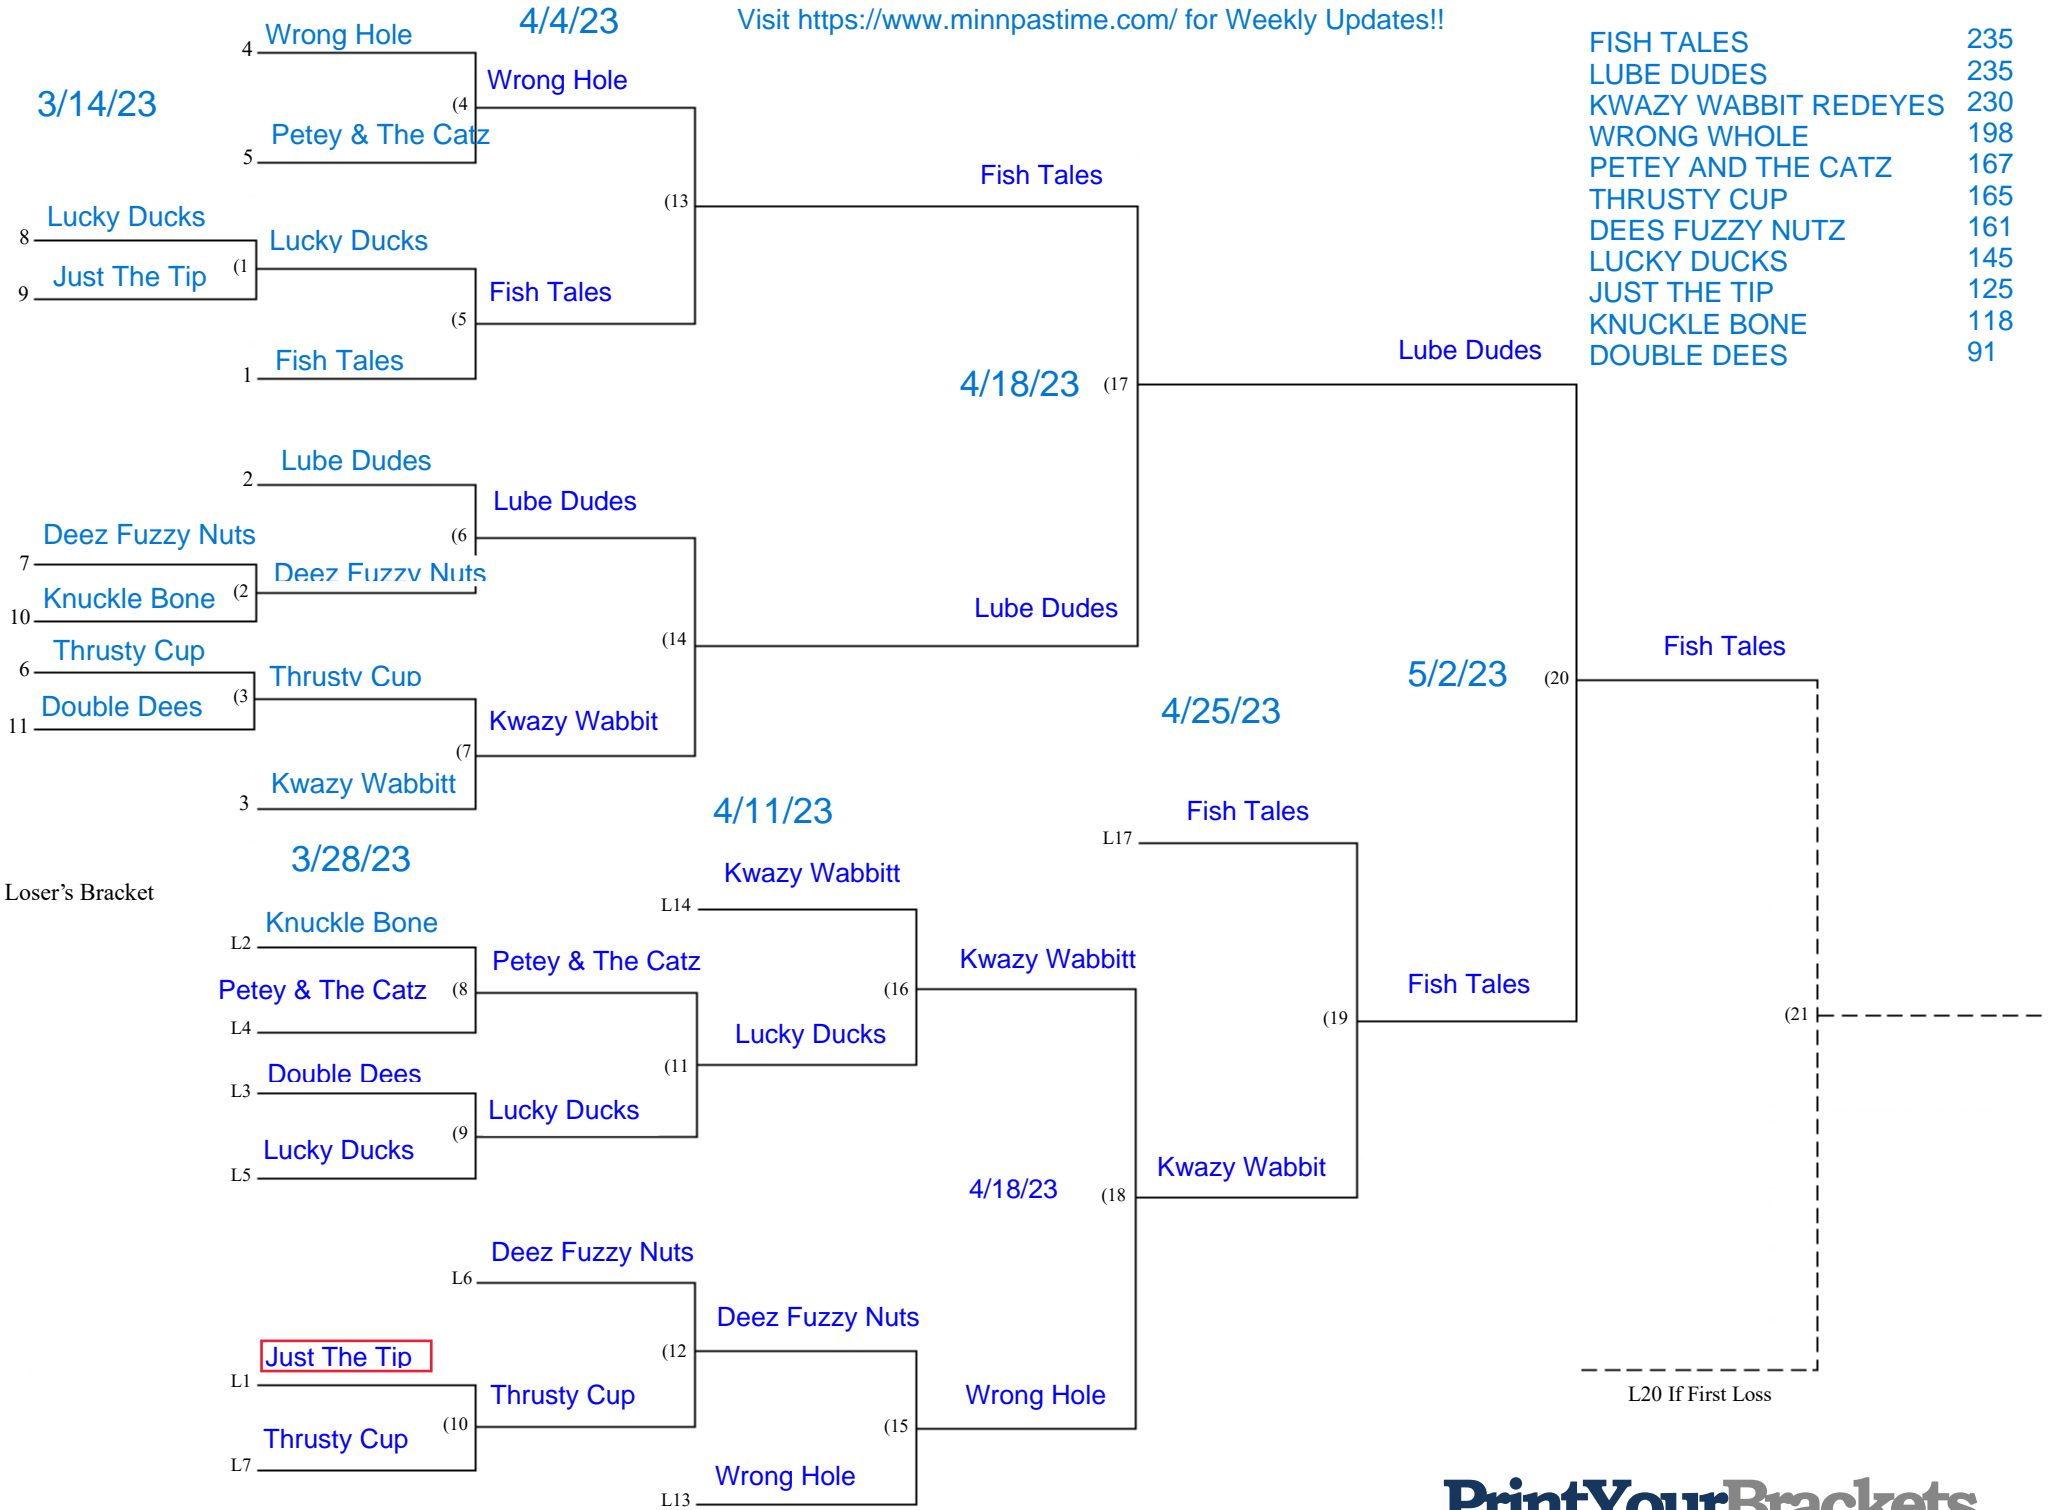 4/4/23
Visit https://www.minnpastime.com/ for Weekly Updates!!
FISH TALES 235
LUBE DUDES 235
KWAZY WABBIT REDEYES 230
WRONG WHOLE 198
PETEY AND THE CATZ 167
THRUSTY CUP 165
DEES FUZZY NUTZ 161
LUCKY DUCKS 145
JUST THE TIP 125
KNUCKLE BONE 118
DOUBLE DEES 91
3/14/23
4 Wrong Hole
(4 Wrong Hole
5 Petey & The Catz
(13 Fish Tales
8 Lucky Ducks
(1 Lucky Ducks
9 Just The Tip
(5 Fish Tales
1 Fish Tales
4/18/23
(17 Lube Dudes
2 Lube Dudes
(6 Lube Dudes
7 Deez Fuzzy Nuts
(2 Deez Fuzzy Nuts
10 Knuckle Bone
(14 Lube Dudes
6 Thrusty Cup
(3 Thrusty Cup
11 Double Dees
(7 Kwazy Wabbit
3 Kwazy Wabbitt
5/2/23
(20 Fish Tales
4/25/23
4/11/23
3/28/23
Loser’s Bracket
L17 Fish Tales
L14 Kwazy Wabbitt
L2 Knuckle Bone
(8 Petey & The Catz
L4 Petey & The Catz
(16 Kwazy Wabbitt
(11 Lucky Ducks
(19 Fish Tales
(21
L3 Double Dees
(9 Lucky Ducks
L5 Lucky Ducks
4/18/23
(18 Kwazy Wabbit
L6 Deez Fuzzy Nuts
(12 Deez Fuzzy Nuts
L1 Just The Tip
(10 Thrusty Cup
L7 Thrusty Cup
(15 Wrong Hole
L13 Wrong Hole
L20 If First Loss
PrintYourBrackets